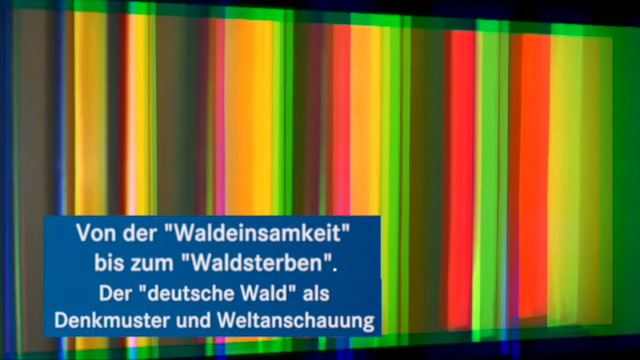 Von der "Waldeinsamkeit"
bis zum "Waldsterben".
Der "deutsche Wald" als
Denkmuster und Weltanschauung